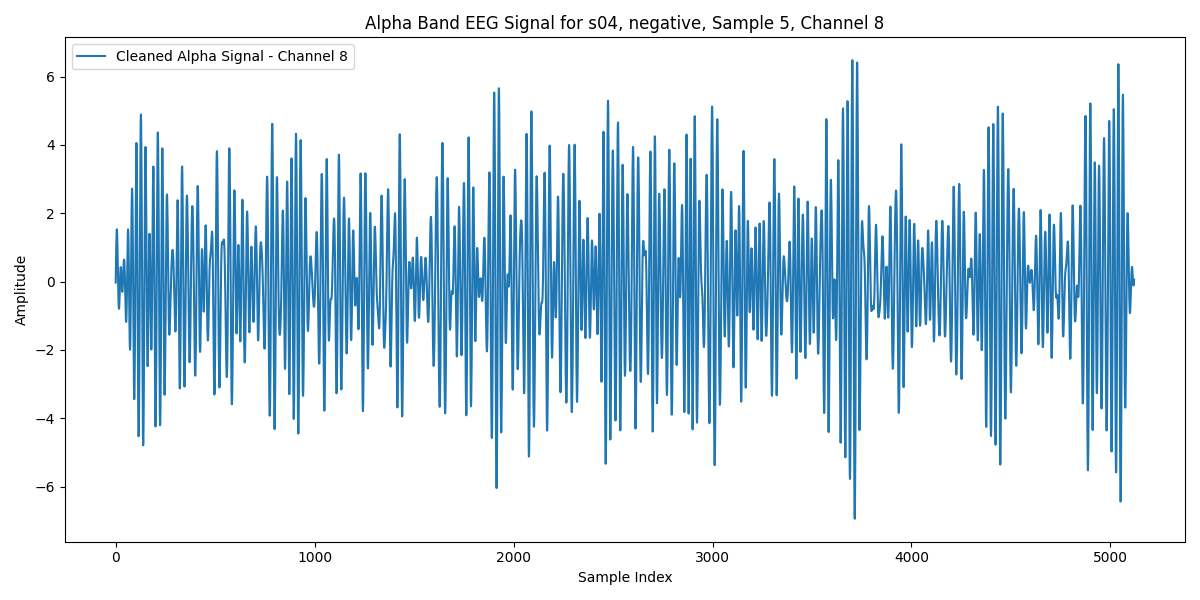 Alpha Band EEG Signal for s04, negative, Sample 5, Channel 8
Cleaned Alpha Signal - Channel 8
Amplitude
6
4
2
0
−2
−4
−6
0 1000 2000 3000 4000 5000
Sample Index